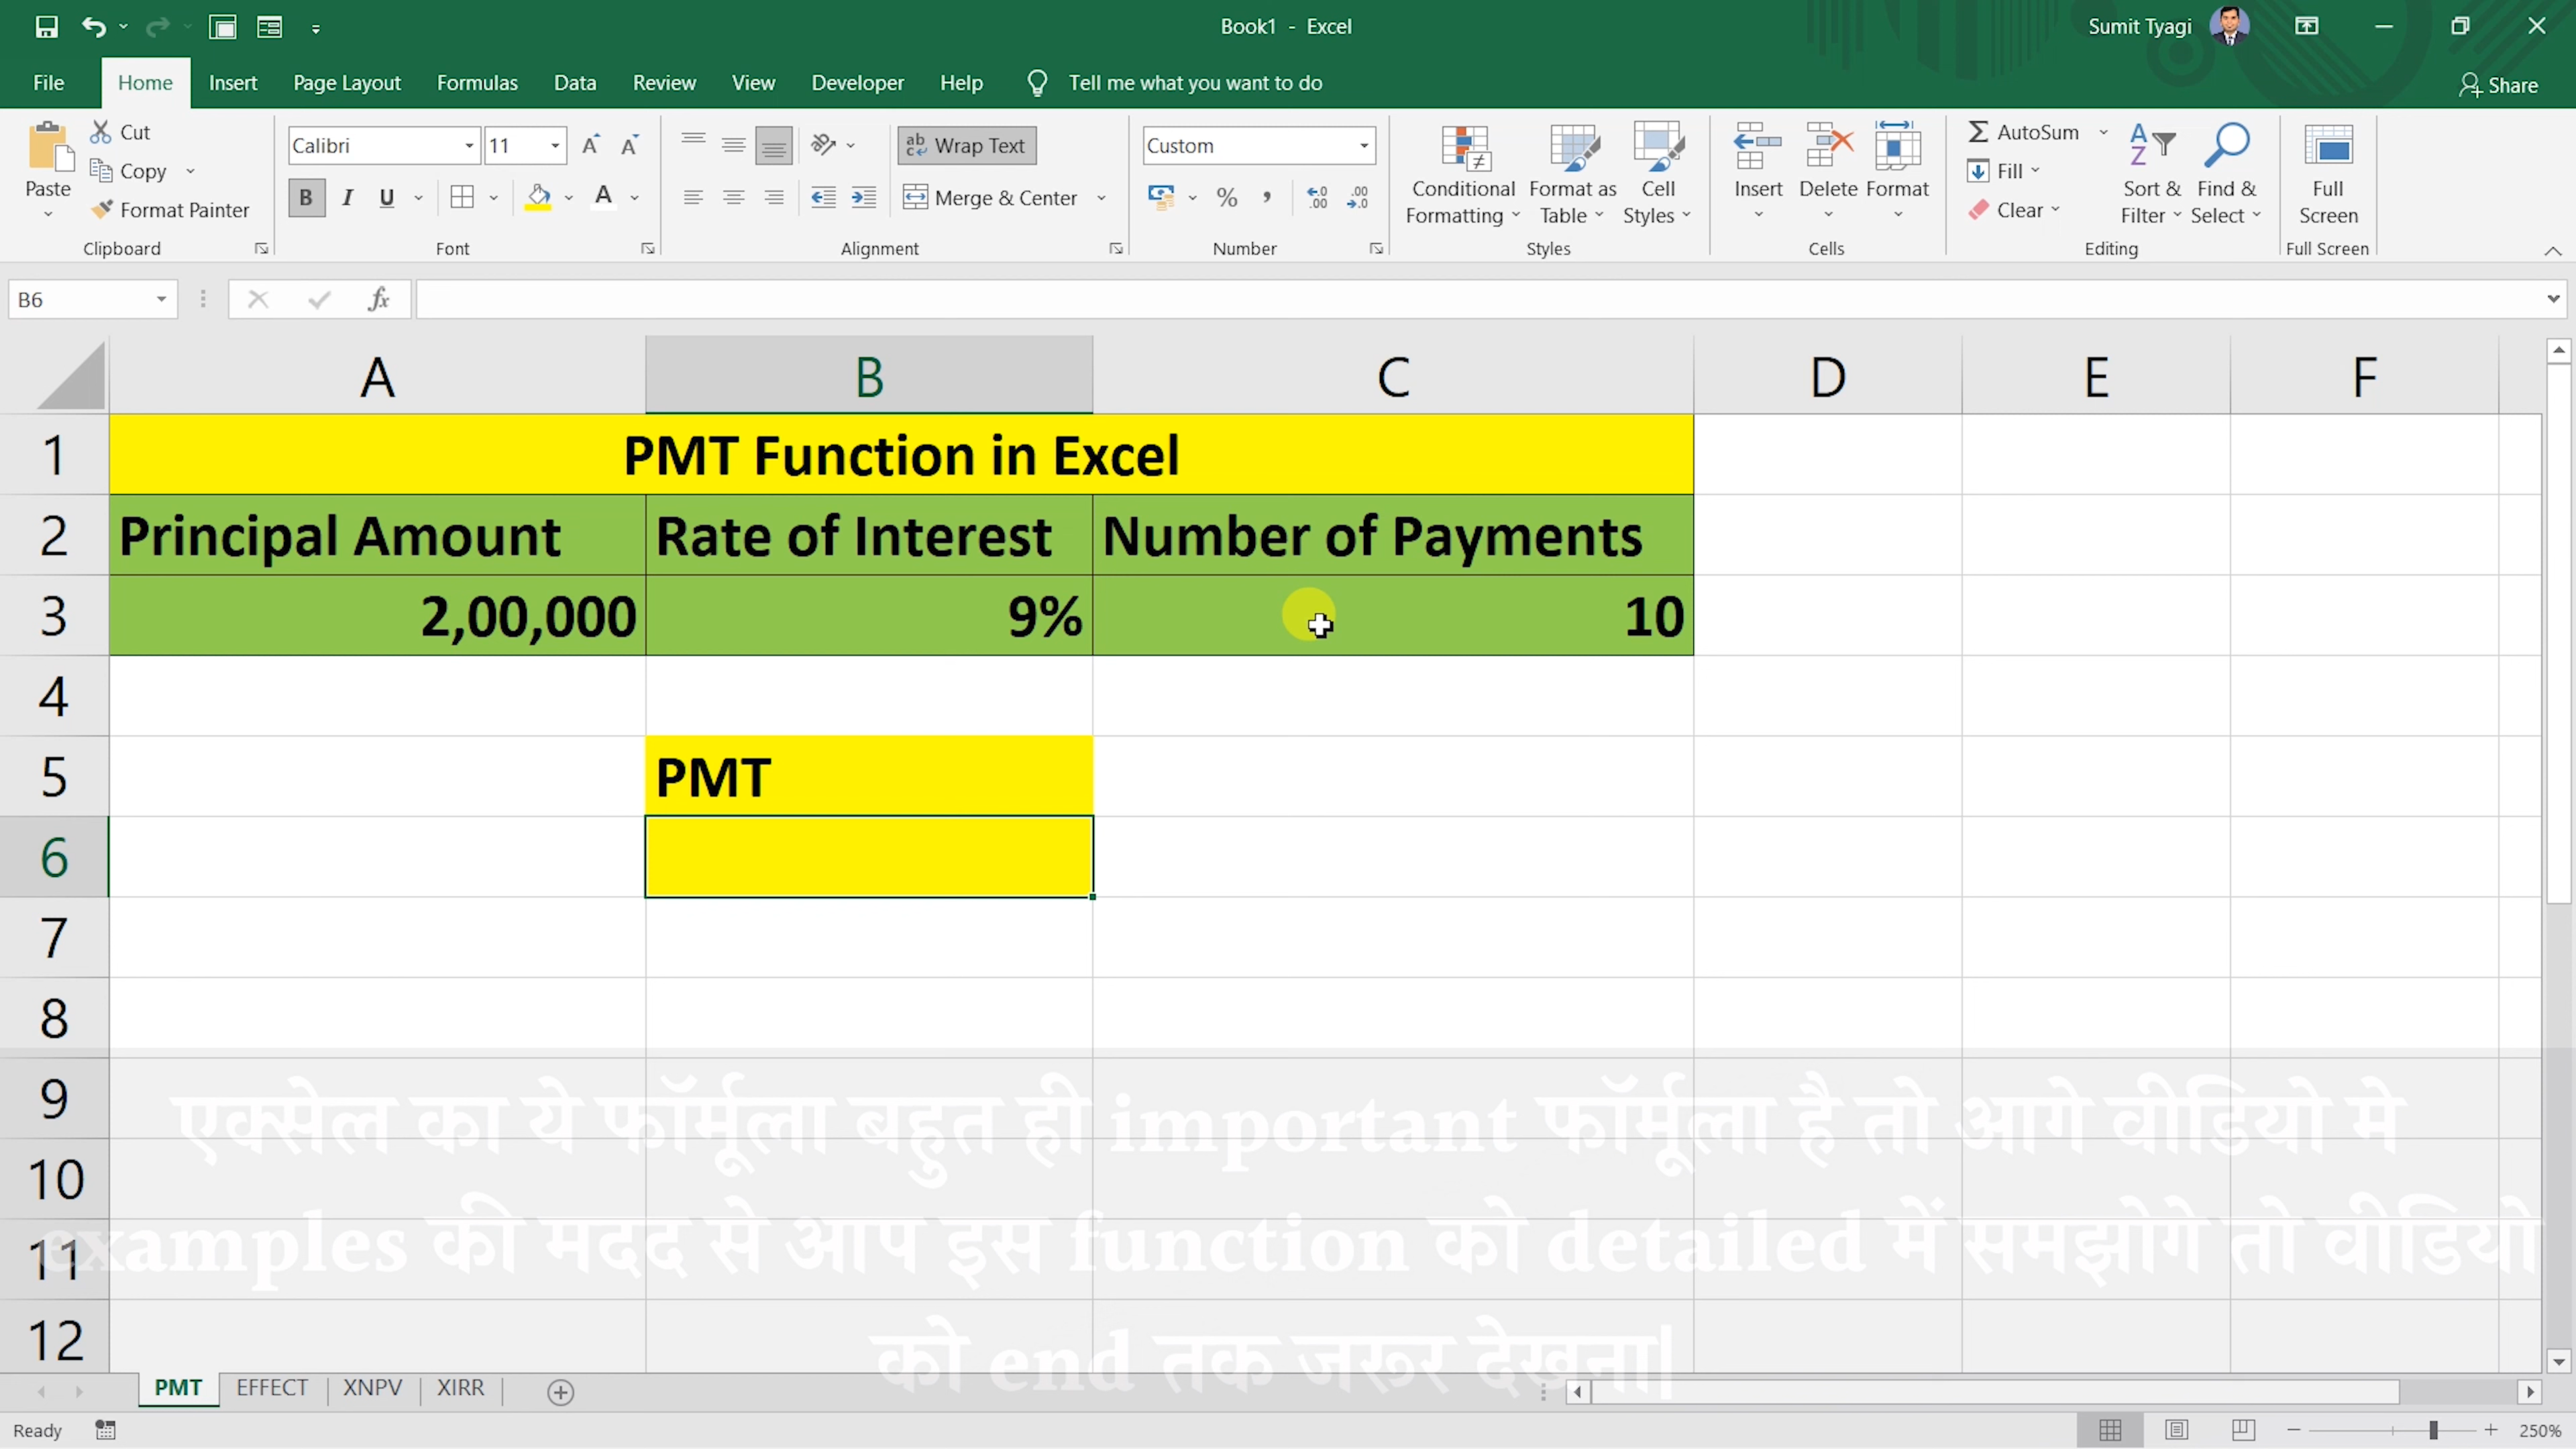 Book1 - Excel
Sumit Tyagi
File Home Insert Page Layout Formulas Data Review View Developer Help Tell me what you want to do Share
Paste
Cut
Copy
Format Painter
Clipboard
Calibri 11
B I U
Font
Wrap Text
Merge & Center
Alignment
Custom
Number
Conditional Formatting
Format as Table
Cell Styles
Styles
Insert Delete Format
Cells
AutoSum
Fill
Clear
Sort & Filter
Find & Select
Editing
Full Screen
Full Screen
B6
fx
A B C D E F
1 PMT Function in Excel
2 Principal Amount Rate of Interest Number of Payments
3 2,00,000 9% 10
4
5 PMT
6
7
8
9
एक्सेल का ये फॉर्मूला बहुत ही important फॉर्मूला है तो आगे वीडियो मे
10
examples की मदद से आप इस function को detailed में समझोगे तो वीडियो
11
को end तक जरूर देखना|
12
PMT EFFECT XNPV XIRR
Ready
250%